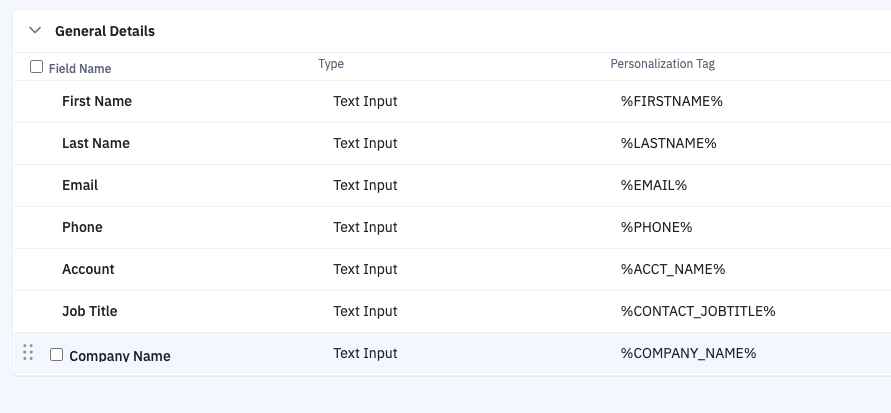 General Details
Field Name Type Personalization Tag
First Name Text Input %FIRSTNAME%
Last Name Text Input %LASTNAME%
Email Text Input %EMAIL%
Phone Text Input %PHONE%
Account Text Input %ACCT_NAME%
Job Title Text Input %CONTACT_JOBTITLE%
Company Name Text Input %COMPANY_NAME%